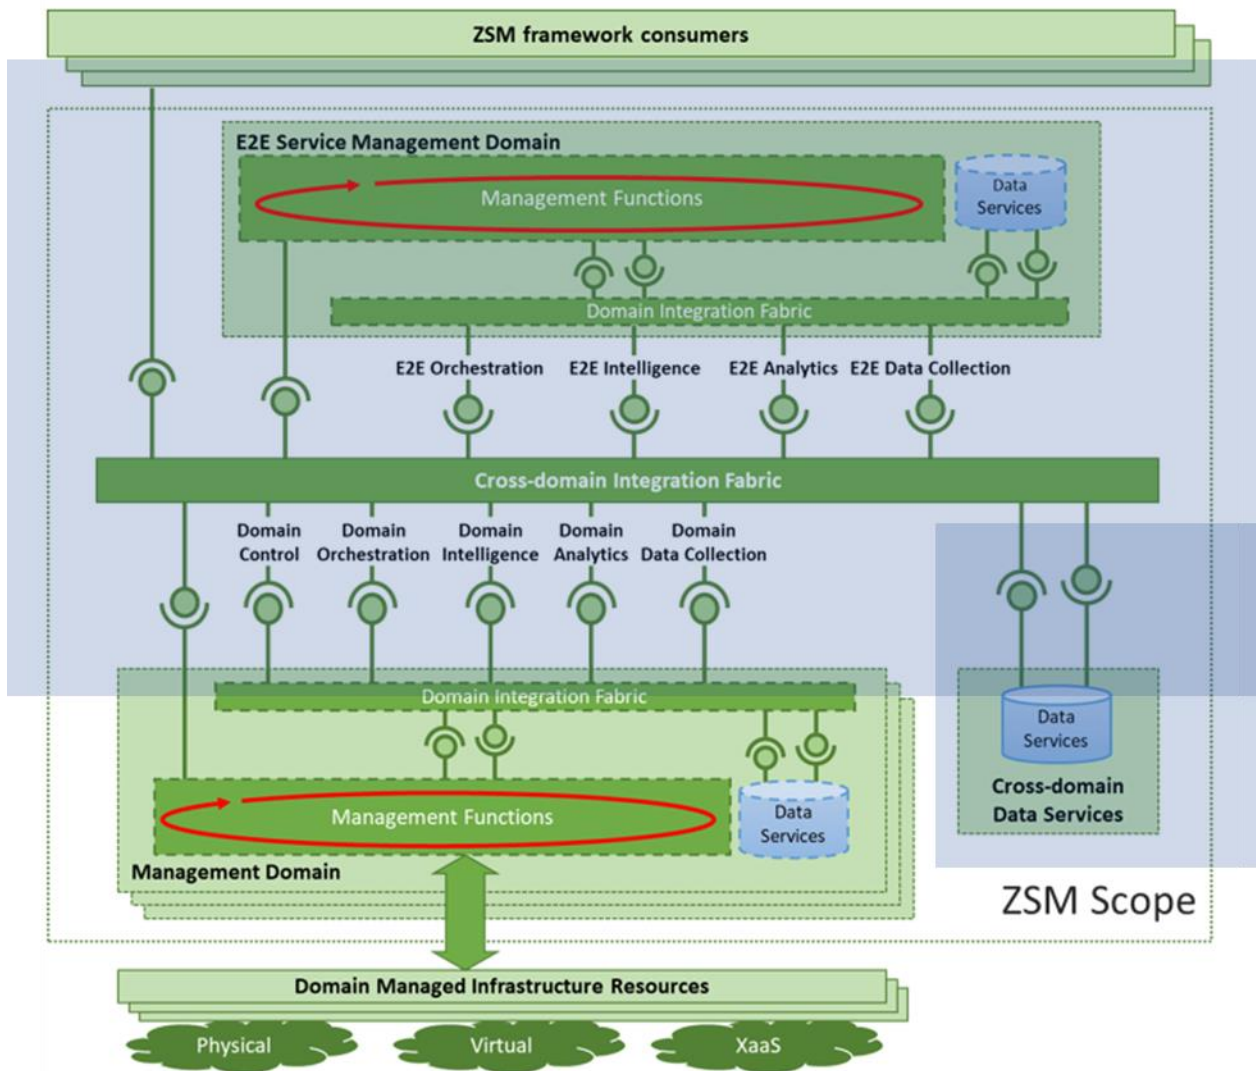 ZSM framework consumers
E2E Service Management Domain
Management Functions
Data
Services
Domain Integration Fabric
E2E Orchestration
E2E Intelligence
E2E Analytics
E2E Data Collection
Cross-domain Integration Fabric
Domain
Control
Domain
Orchestration
Domain
Intelligence
Domain
Analytics
Domain
Data Collection
Domain Integration Fabric
Data
Services
Cross-domain
Data Services
Management Functions
Data
Services
Management Domain
ZSM Scope
Domain Managed Infrastructure Resources
Physical
Virtual
XaaS